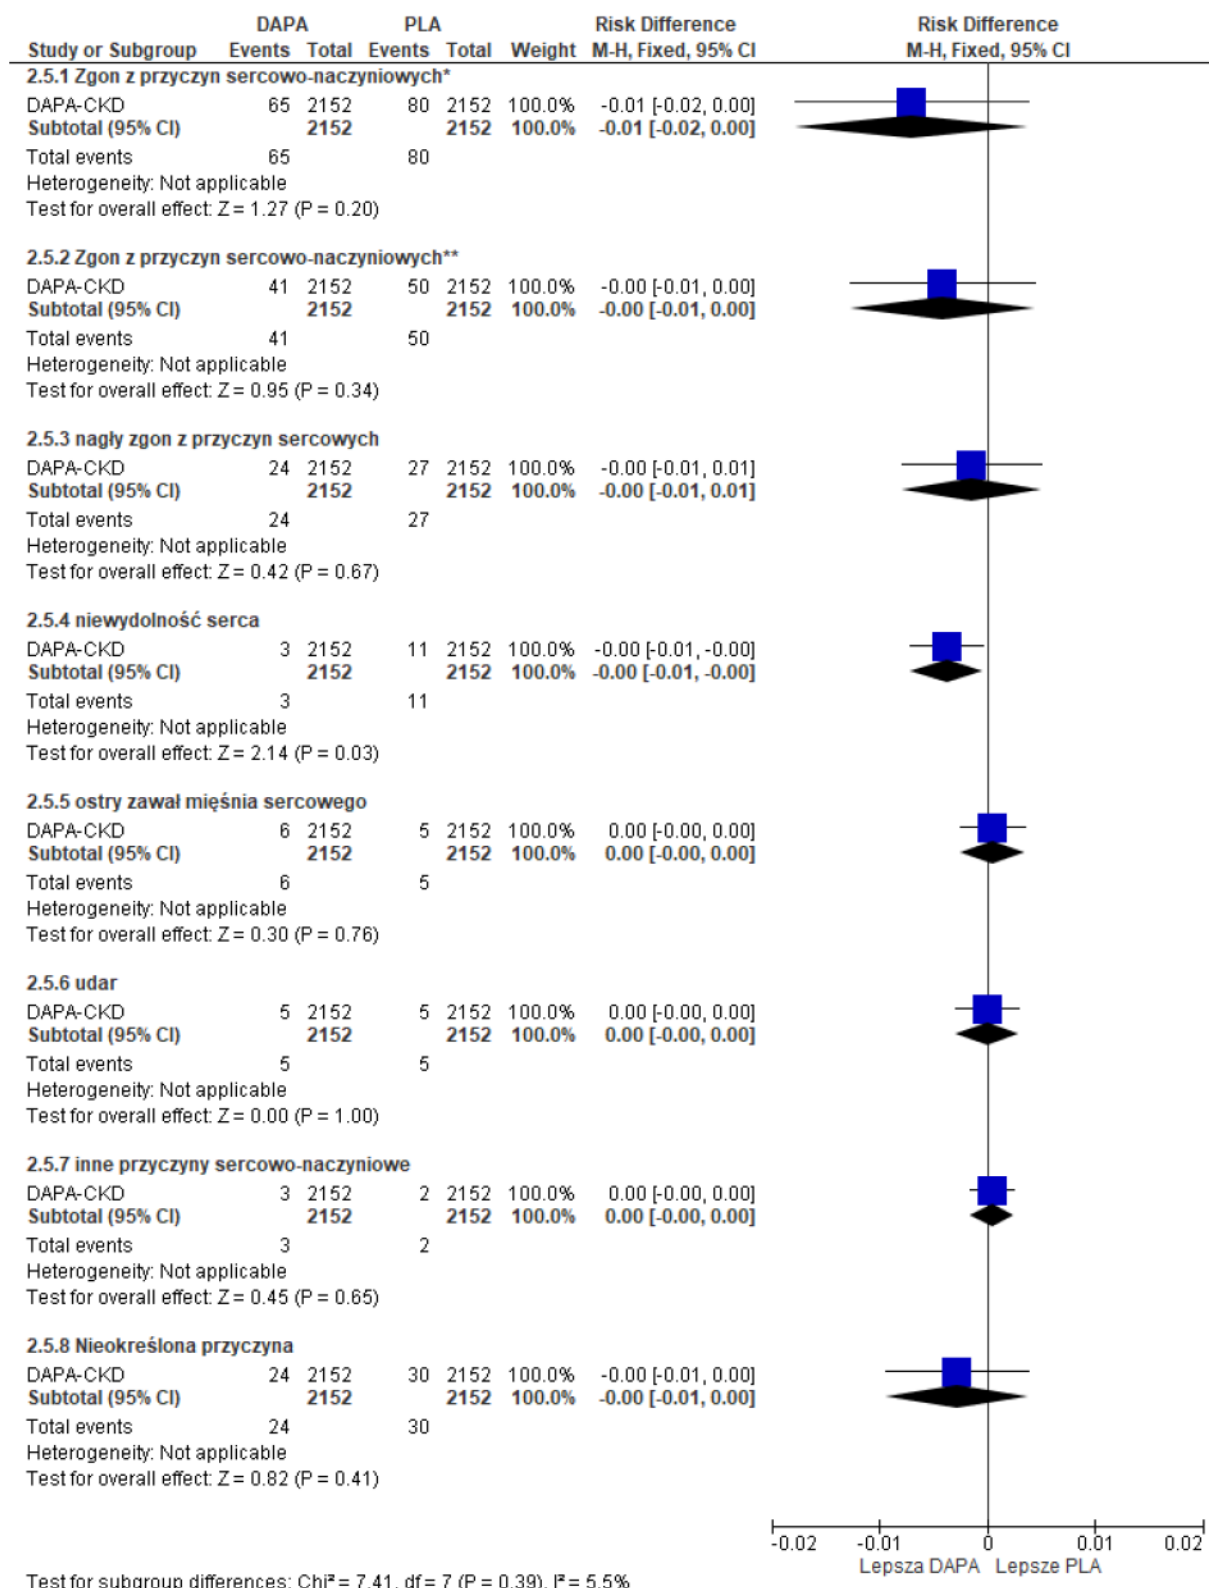 DAPA PLA Risk Difference Risk Difference
Study or Subgroup Events Total Events Total Weight M-H, Fixed, 95% CI M-H, Fixed, 95% CI
2.5.1 Zgon z przyczyn sercowo-naczyniowych*
DAPA-CKD 65 2152 80 2152 100.0% -0.01 [-0.02, 0.00]
Subtotal (95% CI) 2152 2152 100.0% -0.01 [-0.02, 0.00]
Total events 65 80
Heterogeneity: Not applicable
Test for overall effect: Z = 1.27 (P = 0.20)
2.5.2 Zgon z przyczyn sercowo-naczyniowych**
DAPA-CKD 41 2152 50 2152 100.0% -0.00 [-0.01, 0.00]
Subtotal (95% CI) 2152 2152 100.0% -0.00 [-0.01, 0.00]
Total events 41 50
Heterogeneity: Not applicable
Test for overall effect: Z = 0.95 (P = 0.34)
2.5.3 nagły zgon z przyczyn sercowych
DAPA-CKD 24 2152 27 2152 100.0% -0.00 [-0.01, 0.01]
Subtotal (95% CI) 2152 2152 100.0% -0.00 [-0.01, 0.01]
Total events 24 27
Heterogeneity: Not applicable
Test for overall effect: Z = 0.42 (P = 0.67)
2.5.4 niewydolność serca
DAPA-CKD 3 2152 11 2152 100.0% -0.00 [-0.01, -0.00]
Subtotal (95% CI) 2152 2152 100.0% -0.00 [-0.01, -0.00]
Total events 3 11
Heterogeneity: Not applicable
Test for overall effect: Z = 2.14 (P = 0.03)
2.5.5 ostry zawał mięśnia sercowego
DAPA-CKD 6 2152 5 2152 100.0% 0.00 [-0.00, 0.00]
Subtotal (95% CI) 2152 2152 100.0% 0.00 [-0.00, 0.00]
Total events 6 5
Heterogeneity: Not applicable
Test for overall effect: Z = 0.30 (P = 0.76)
2.5.6 udar
DAPA-CKD 5 2152 5 2152 100.0% 0.00 [-0.00, 0.00]
Subtotal (95% CI) 2152 2152 100.0% 0.00 [-0.00, 0.00]
Total events 5 5
Heterogeneity: Not applicable
Test for overall effect: Z = 0.00 (P = 1.00)
2.5.7 inne przyczyny sercowo-naczyniowe
DAPA-CKD 3 2152 2 2152 100.0% 0.00 [-0.00, 0.00]
Subtotal (95% CI) 2152 2152 100.0% 0.00 [-0.00, 0.00]
Total events 3 2
Heterogeneity: Not applicable
Test for overall effect: Z = 0.45 (P = 0.65)
2.5.8 Nieokreślona przyczyna
DAPA-CKD 24 2152 30 2152 100.0% -0.00 [-0.01, 0.00]
Subtotal (95% CI) 2152 2152 100.0% -0.00 [-0.01, 0.00]
Total events 24 30
Heterogeneity: Not applicable
Test for overall effect: Z = 0.82 (P = 0.41)
-0.02 -0.01 0 0.01 0.02
Lepsza DAPA Lepsze PLA
Test for subgroup differences: Chi² = 7.41, df = 7 (P = 0.39), I² = 5.5%